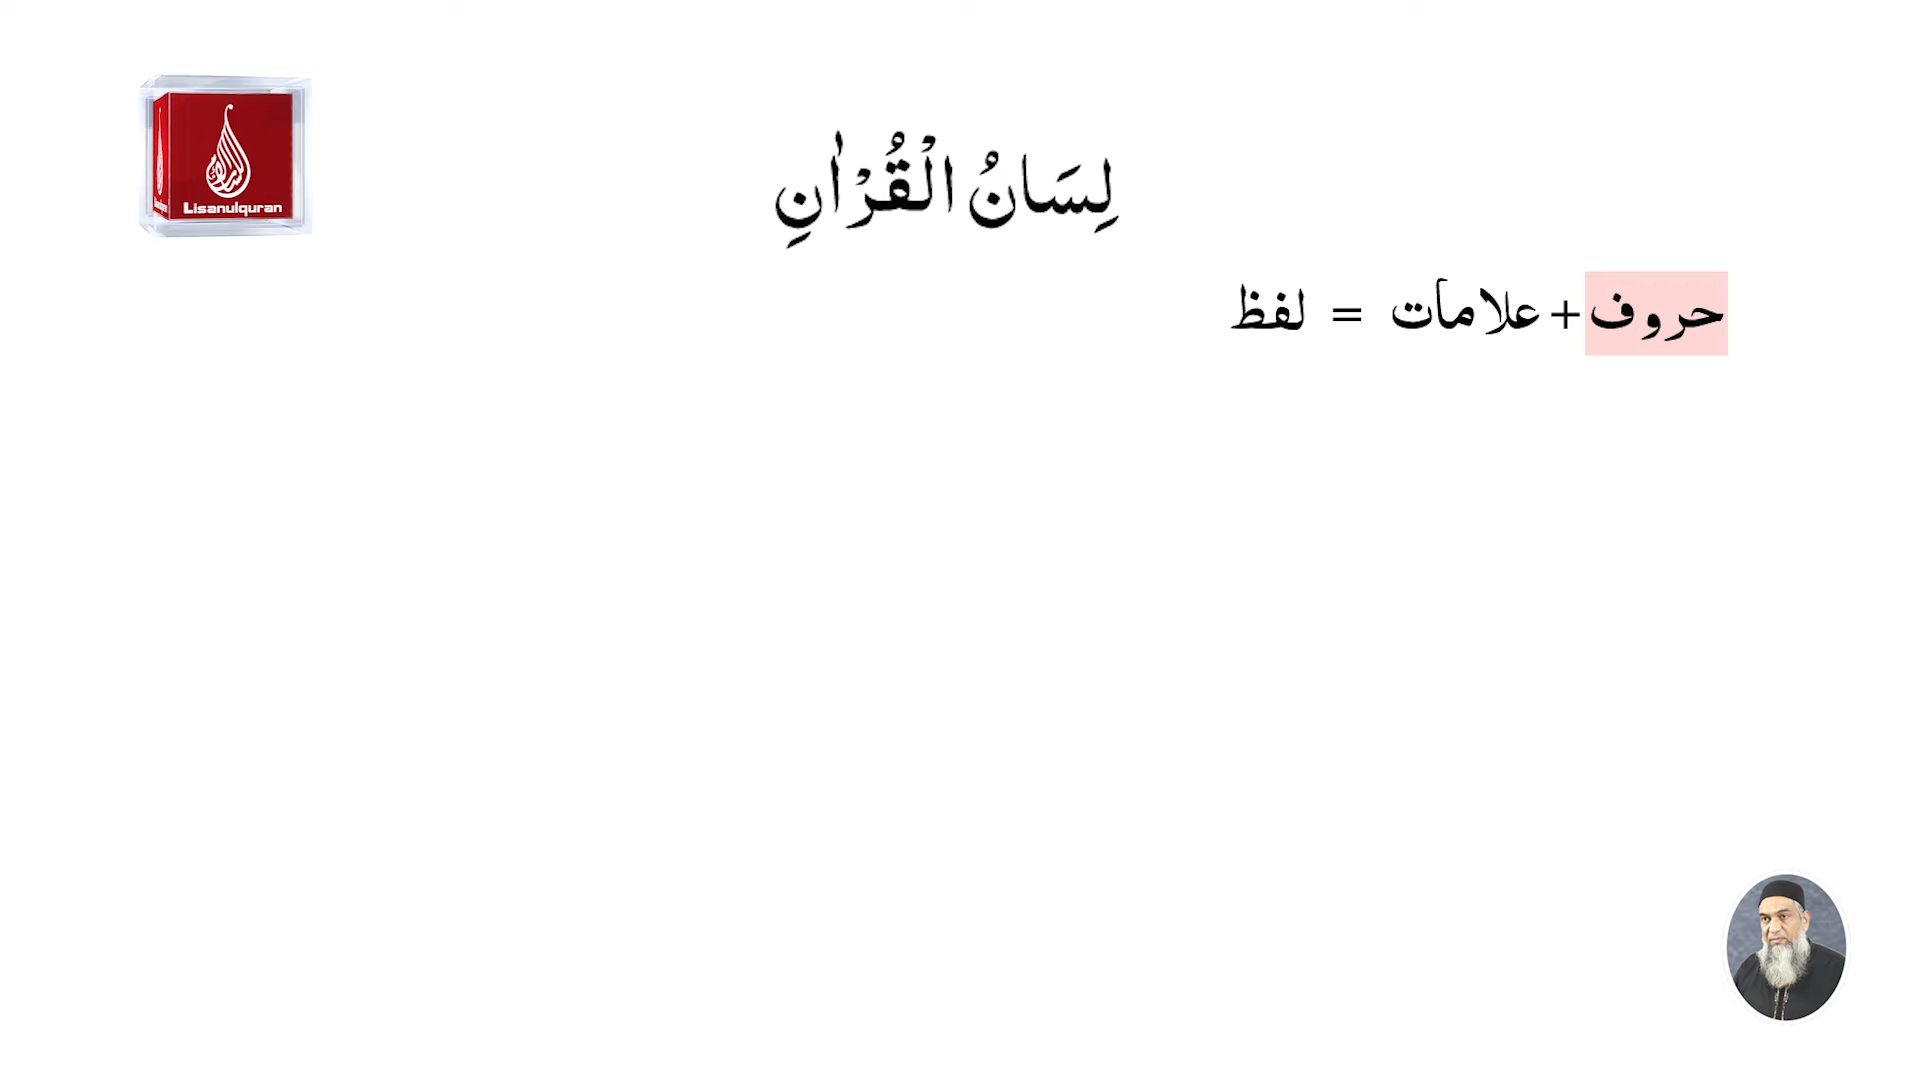 Lisanulquran
لِسَانُ الْقُرْاٰنِ
حروف + علامات = لفظ